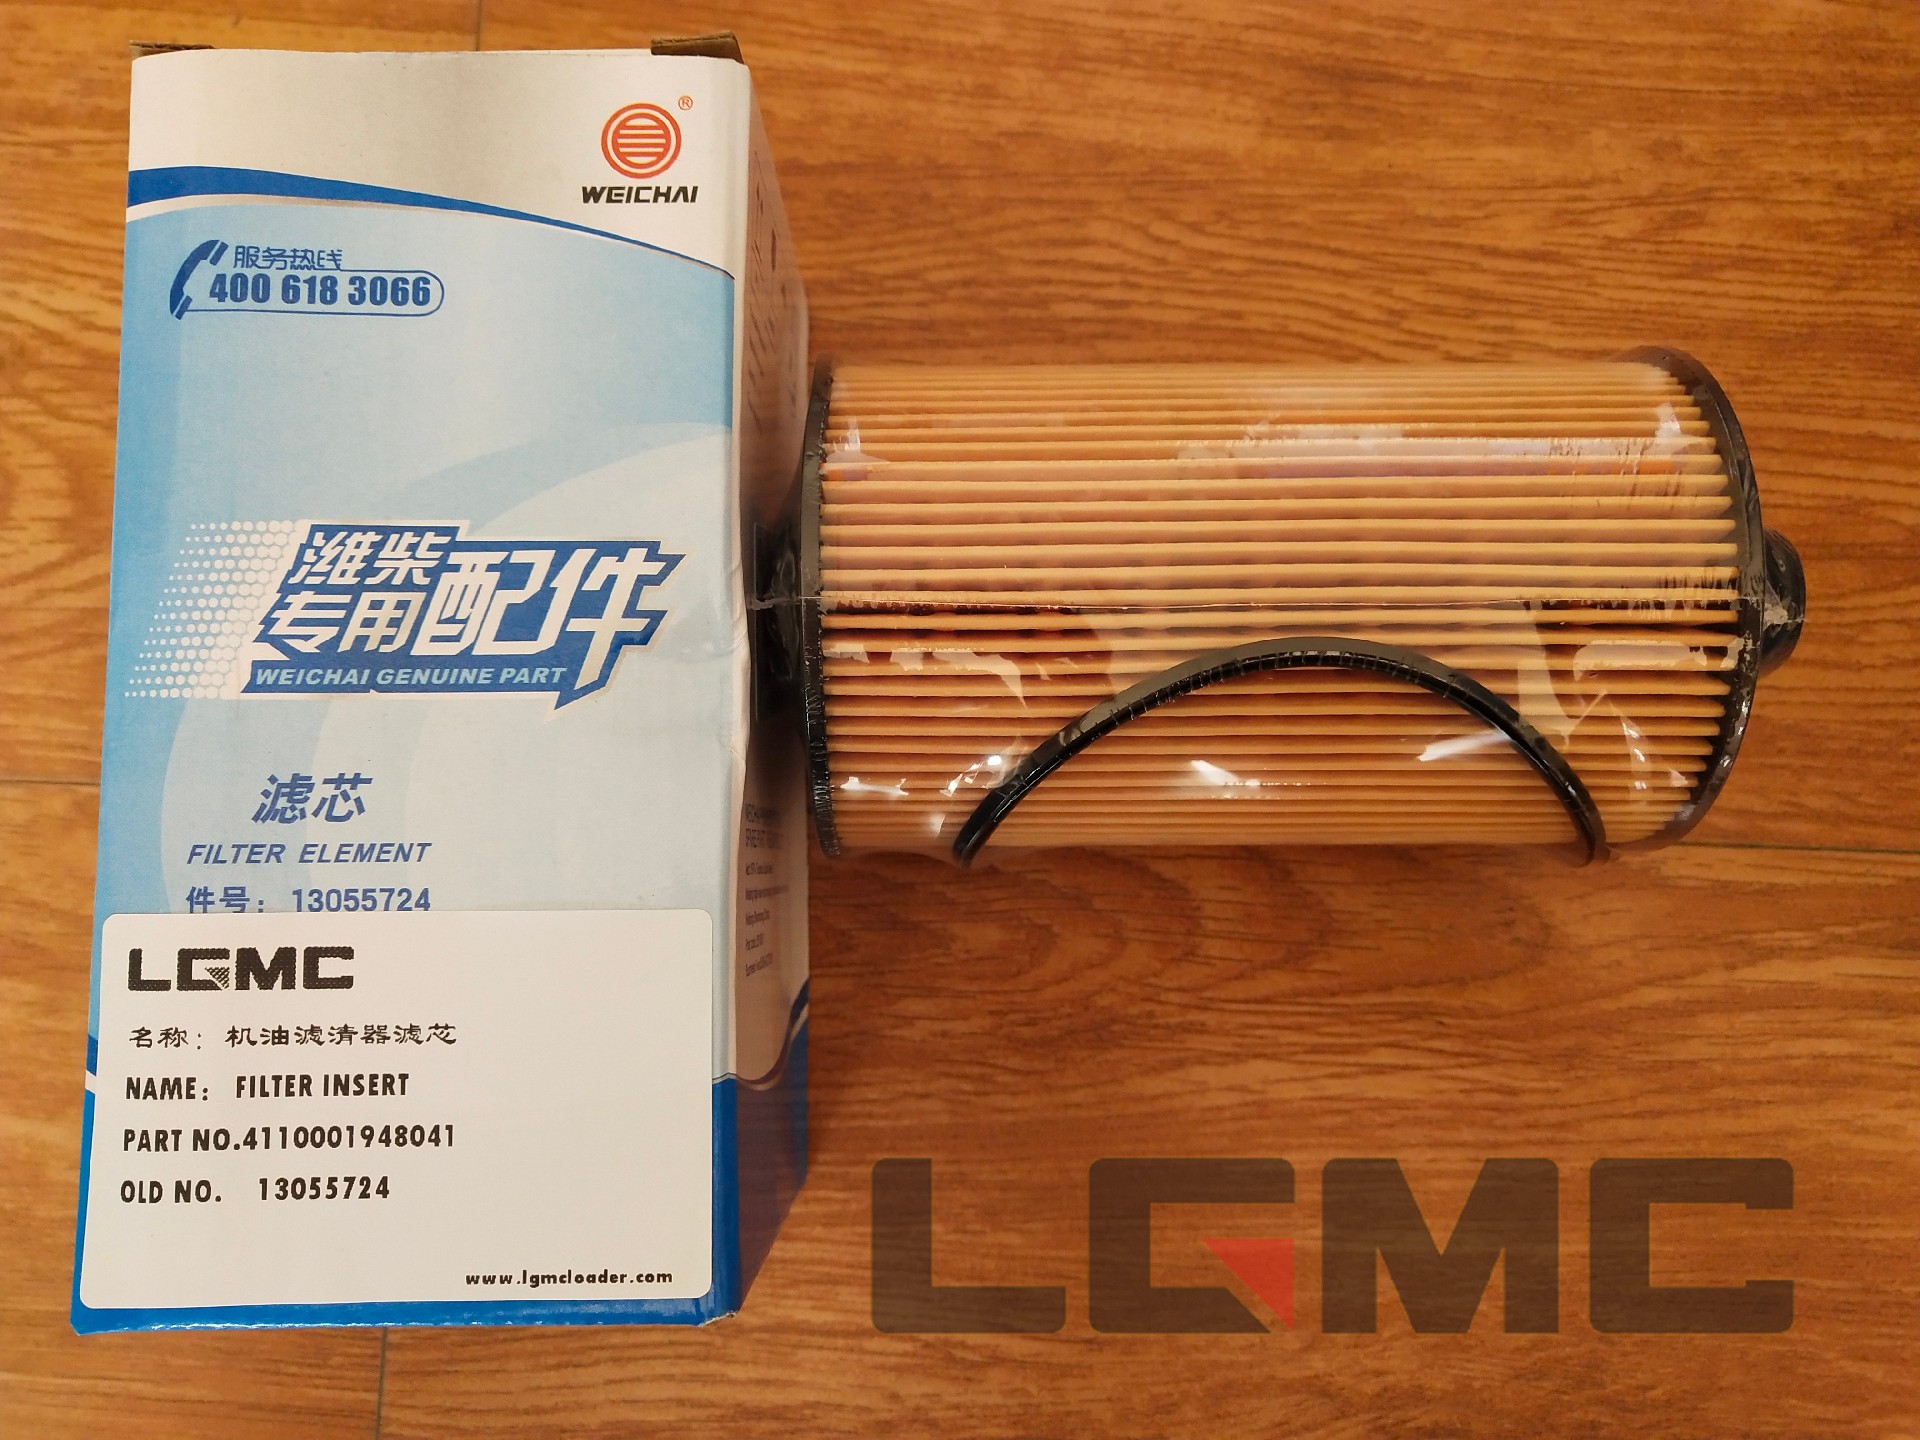 ®
WEICHAI
服务热线
400 618 3066
潍柴
专用配件
WEICHAI GENUINE PART
滤芯
FILTER ELEMENT
件号：13055724
LGMC
名称：机油滤清器滤芯
NAME: FILTER INSERT
PART NO.4110001948041
OLD NO. 13055724
www.lgmcloader.com
LGMC